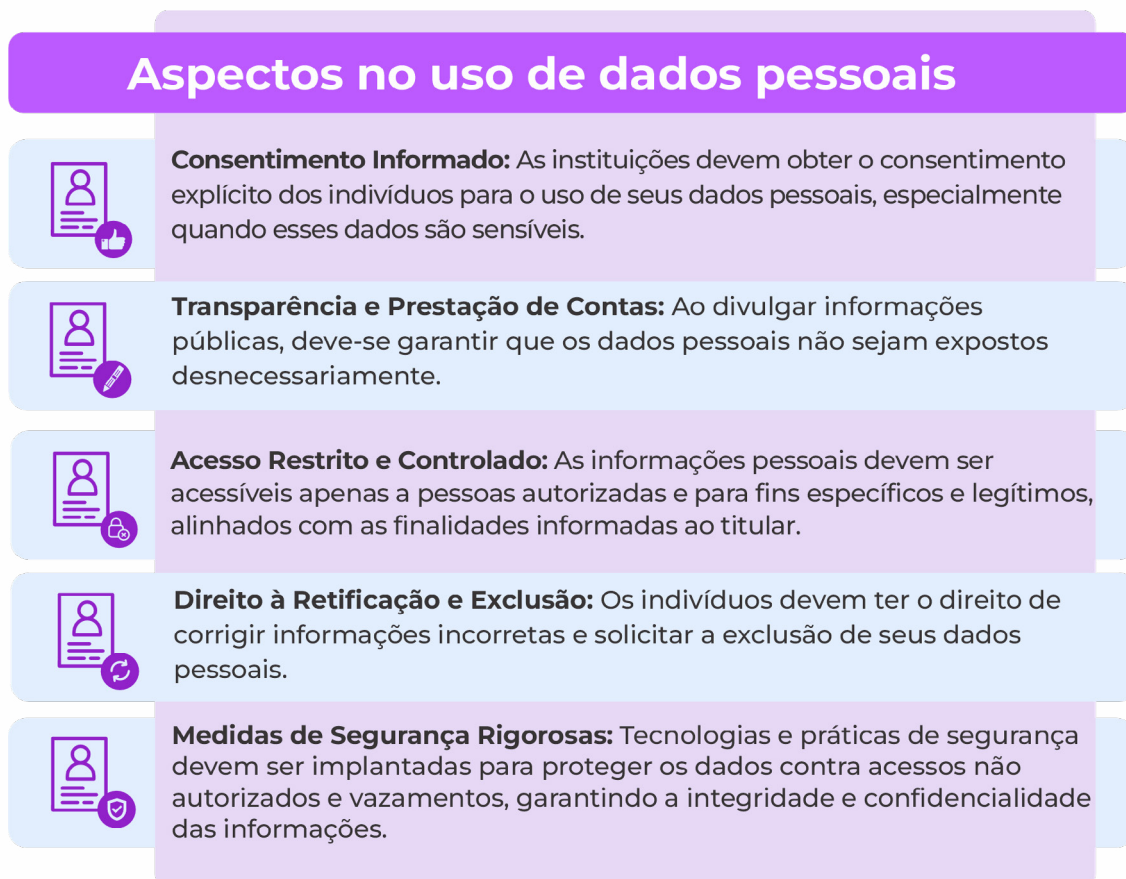 Aspectos no uso de dados pessoais
Consentimento Informado: As instituições devem obter o consentimento
explícito dos indivíduos para o uso de seus dados pessoais, especialmente
quando esses dados são sensíveis.
Transparência e Prestação de Contas: Ao divulgar informações
públicas, deve-se garantir que os dados pessoais não sejam expostos
desnecessariamente.
Acesso Restrito e Controlado: As informações pessoais devem ser
acessíveis apenas a pessoas autorizadas e para fins específicos e legítimos,
alinhados com as finalidades informadas ao titular.
Direito à Retificação e Exclusão: Os indivíduos devem ter o direito de
corrigir informações incorretas e solicitar a exclusão de seus dados
pessoais.
Medidas de Segurança Rigorosas: Tecnologias e práticas de segurança
devem ser implantadas para proteger os dados contra acessos não
autorizados e vazamentos, garantindo a integridade e confidencialidade
das informações.